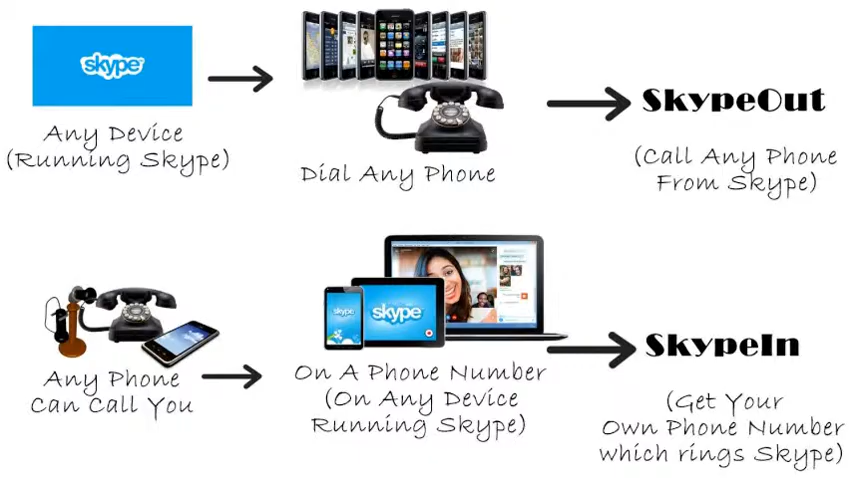 skype
Any Device
(Running Skype)
Dial Any Phone
SkypeOut
(Call Any Phone
From Skype)
Any Phone
Can Call You
skype
On A Phone Number
(On Any Device
Running Skype)
SkypeIn
(Get Your
Own Phone Number
which rings Skype)